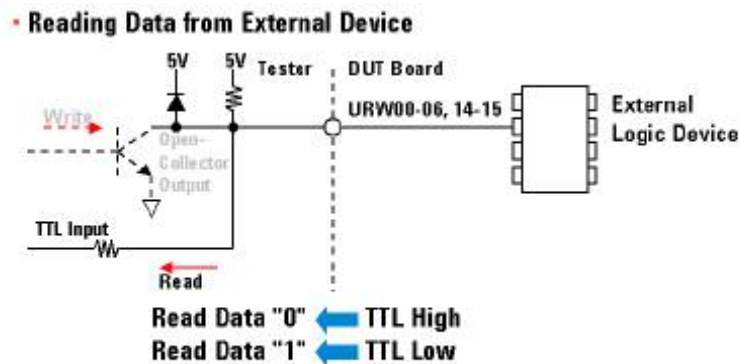 • Reading Data from External Device
5V 5V Tester DUT Board
URW00-06, 14-15
External
Logic Device
Write
Open-
Collector
Output
TTL Input
Read
Read Data "0" TTL High
Read Data "1" TTL Low